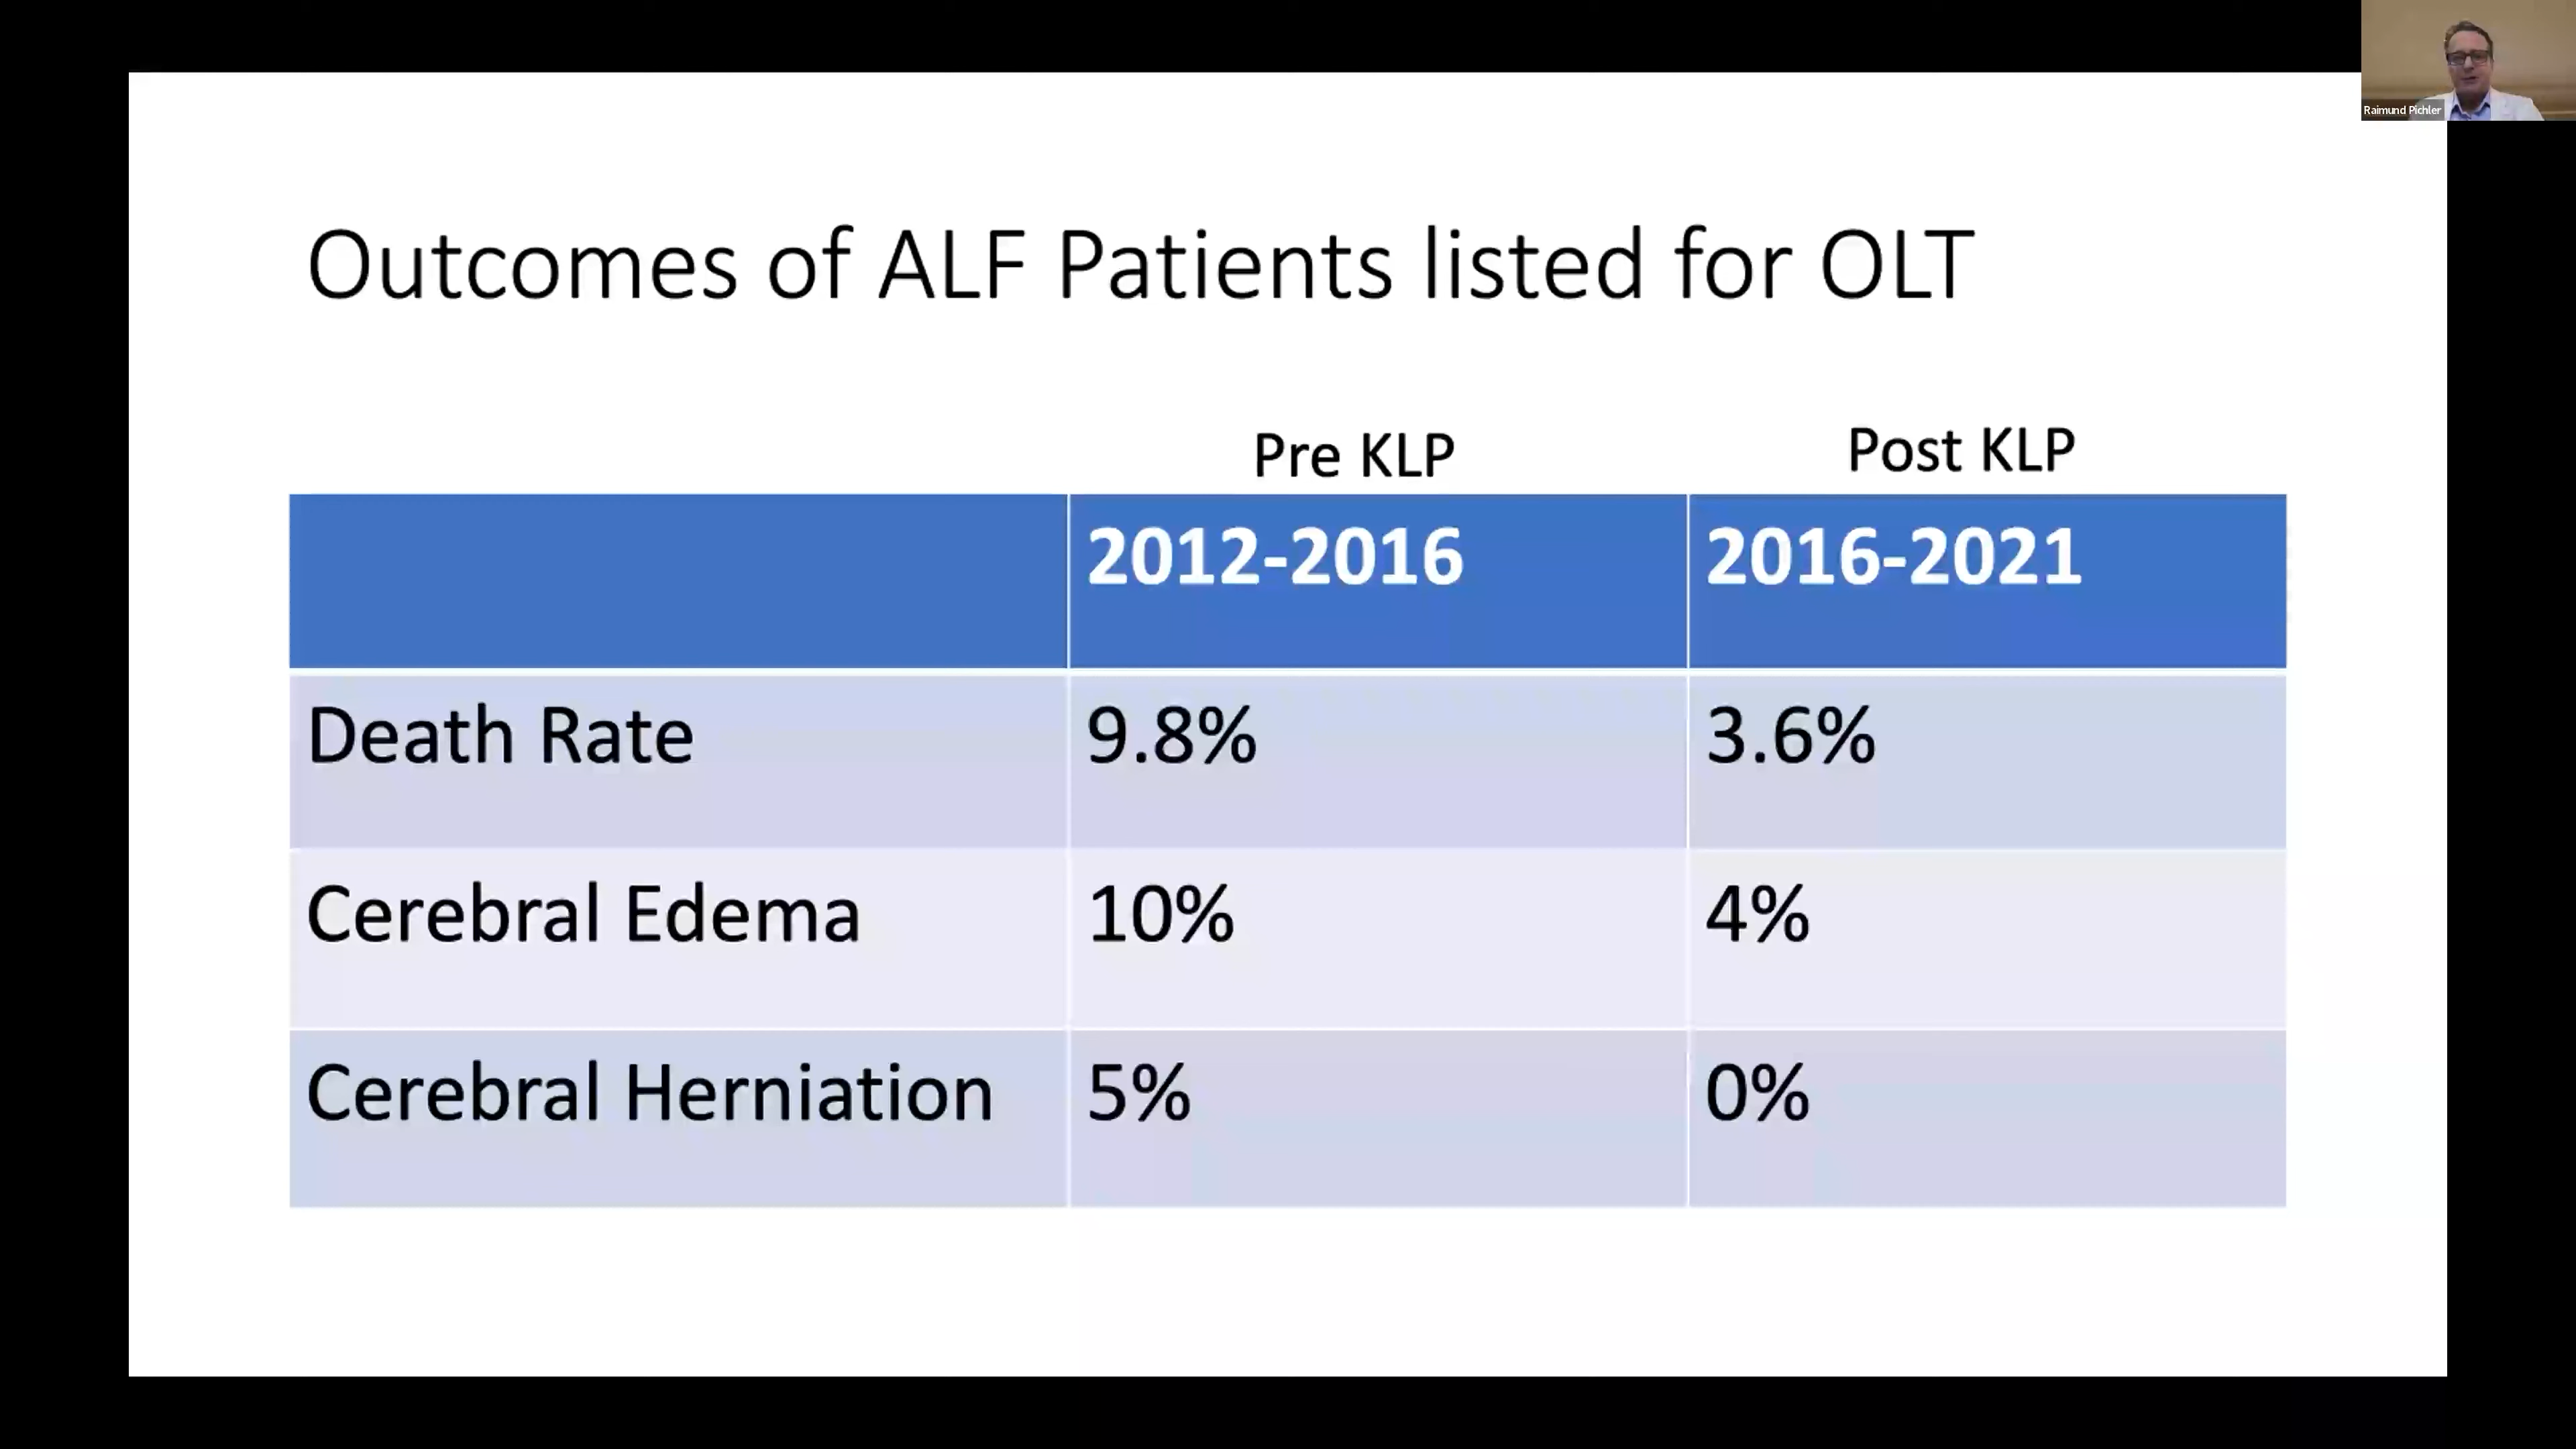 Raimund Pichler
Outcomes of ALF Patients listed for OLT
Pre KLP Post KLP
2012-2016 2016-2021
Death Rate 9.8% 3.6%
Cerebral Edema 10% 4%
Cerebral Herniation 5% 0%